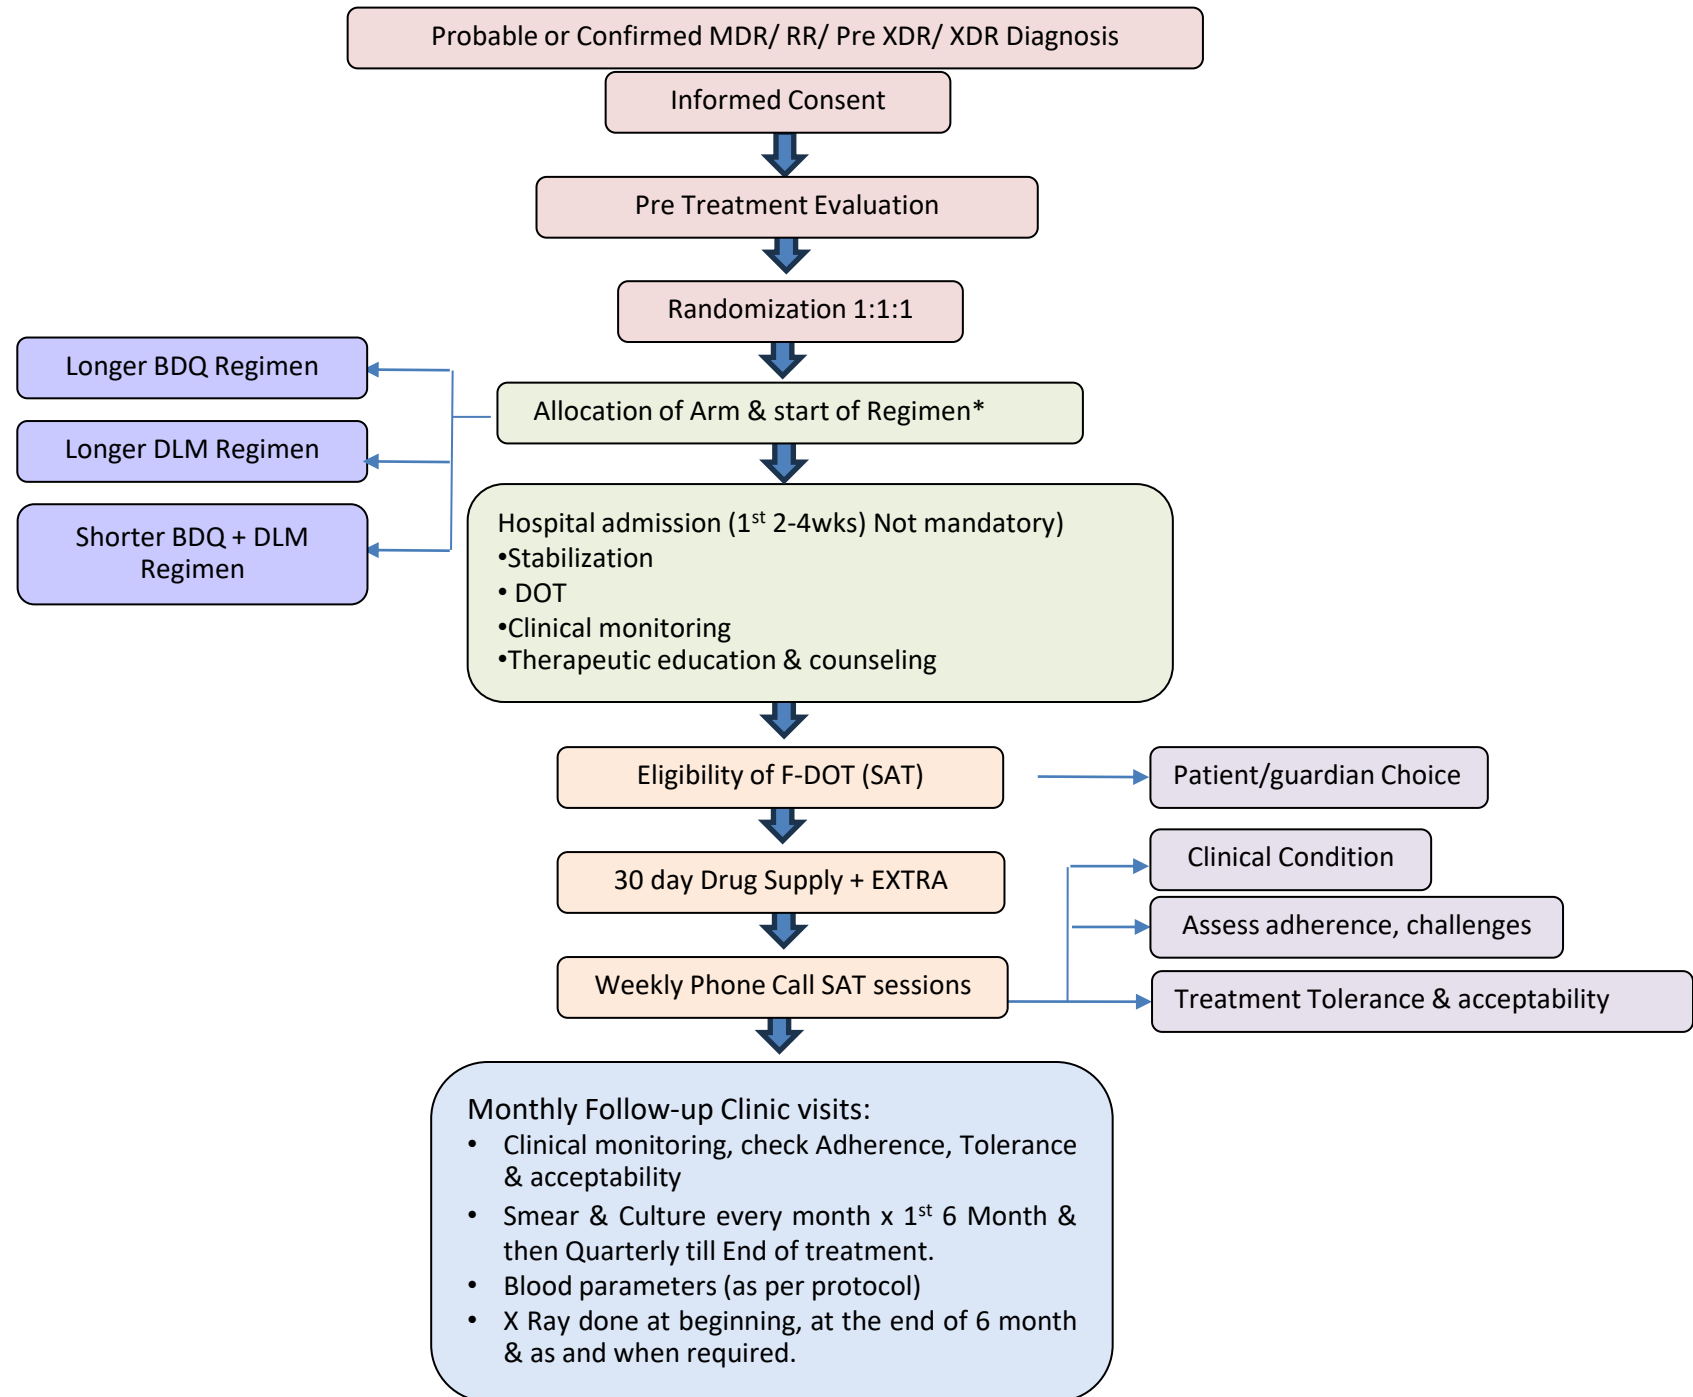 Probable or Confirmed MDR/ RR/ Pre XDR/ XDR Diagnosis
Informed Consent
Pre Treatment Evaluation
Randomization 1:1:1
Longer BDQ Regimen
Longer DLM Regimen
Shorter BDQ + DLM
Regimen
Allocation of Arm & start of Regimen*
Hospital admission (1st 2-4wks) Not mandatory)
•Stabilization
• DOT
•Clinical monitoring
•Therapeutic education & counseling
Eligibility of F-DOT (SAT)
Patient/guardian Choice
30 day Drug Supply + EXTRA
Weekly Phone Call SAT sessions
Clinical Condition
Assess adherence, challenges
Treatment Tolerance & acceptability
Monthly Follow-up Clinic visits:
• Clinical monitoring, check Adherence, Tolerance
& acceptability
• Smear & Culture every month x 1st 6 Month &
then Quarterly till End of treatment.
• Blood parameters (as per protocol)
• X Ray done at beginning, at the end of 6 month
& as and when required.